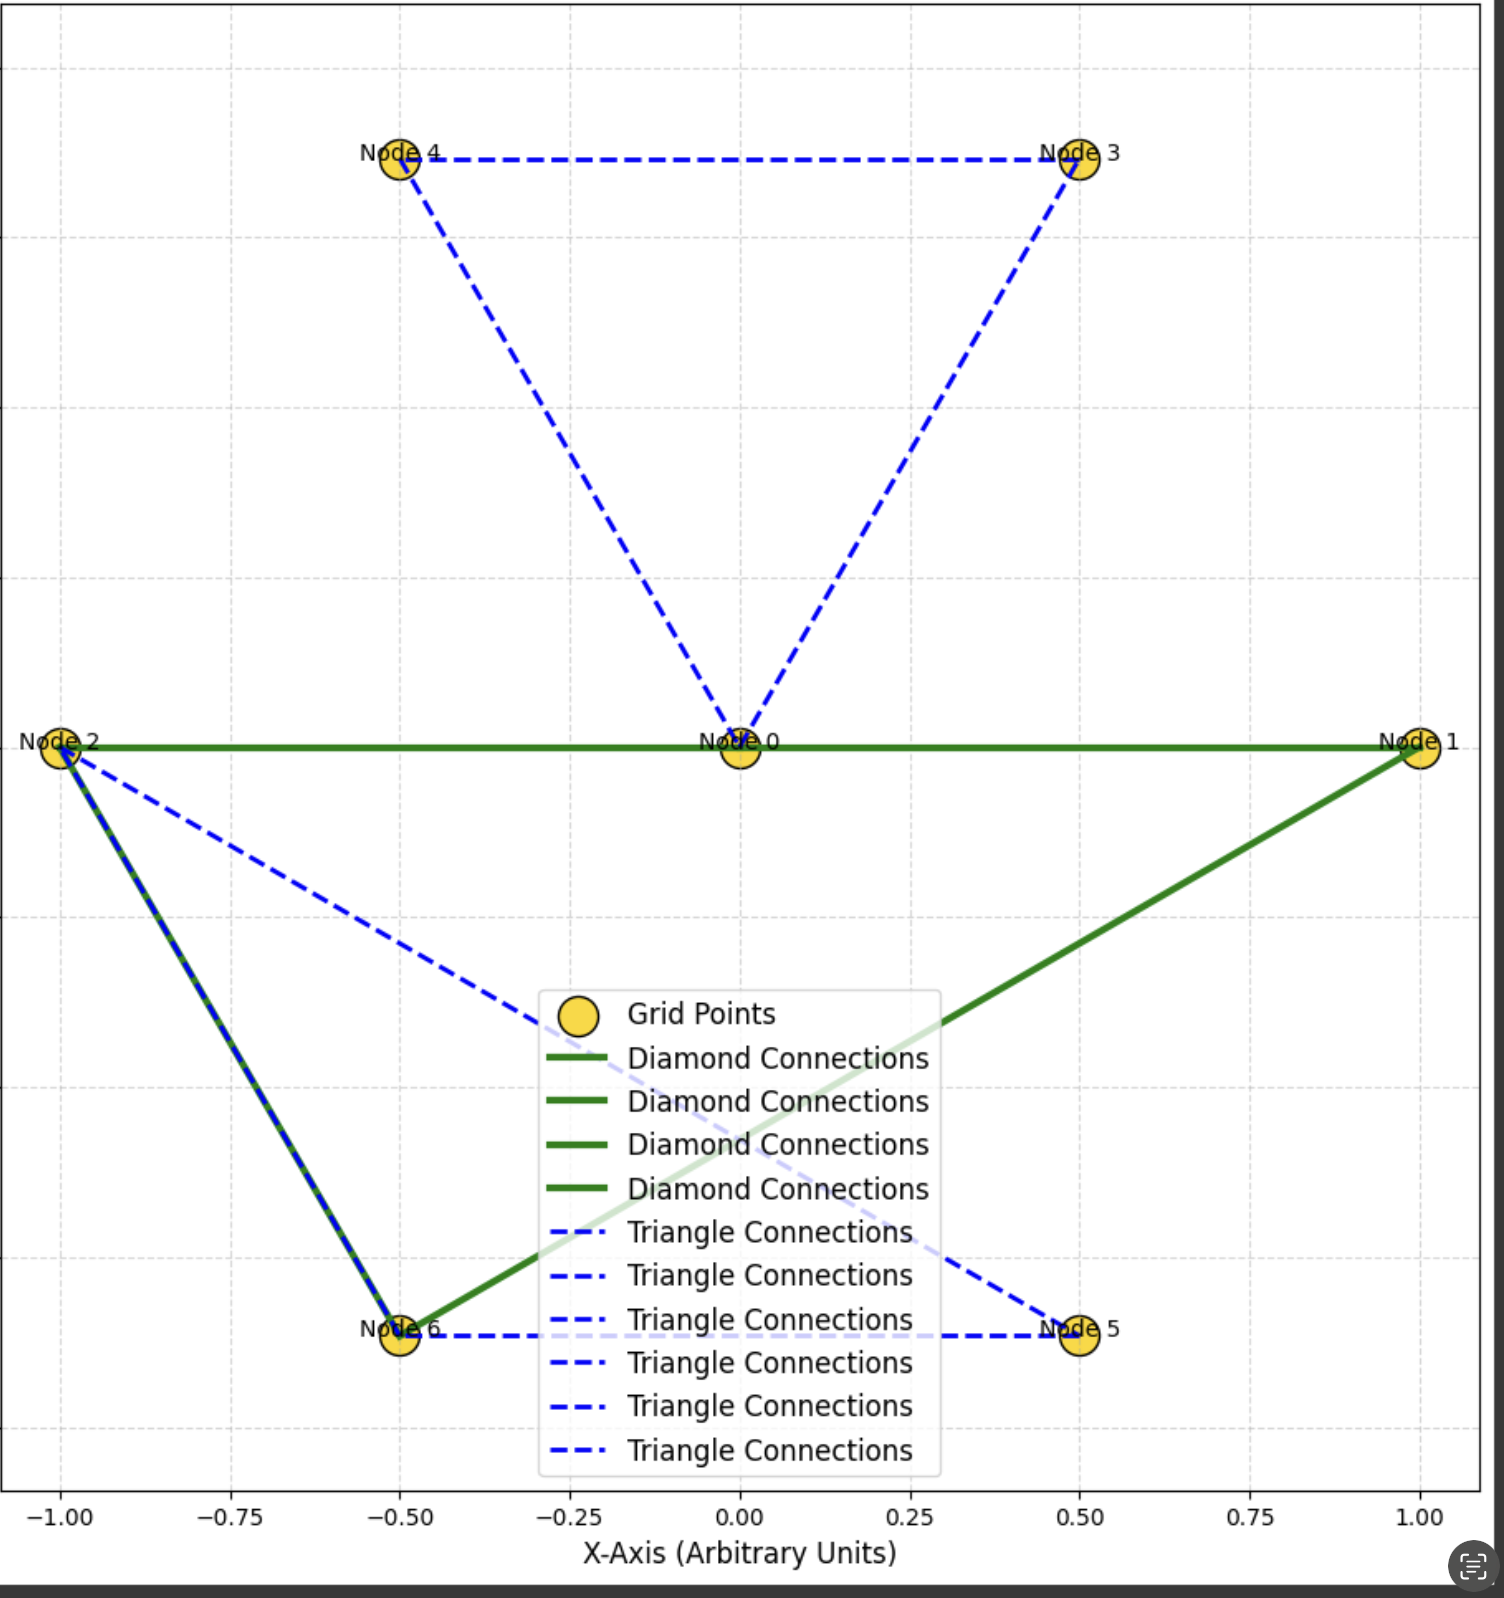 Node 4
Node 3
Node 2
Node 0
Node 1
Grid Points
Diamond Connections
Diamond Connections
Diamond Connections
Diamond Connections
Triangle Connections
Triangle Connections
Node 6
Triangle Connections
Node 5
Triangle Connections
Triangle Connections
Triangle Connections
−1.00
−0.75
−0.50
−0.25
0.00
0.25
0.50
0.75
1.00
X-Axis (Arbitrary Units)